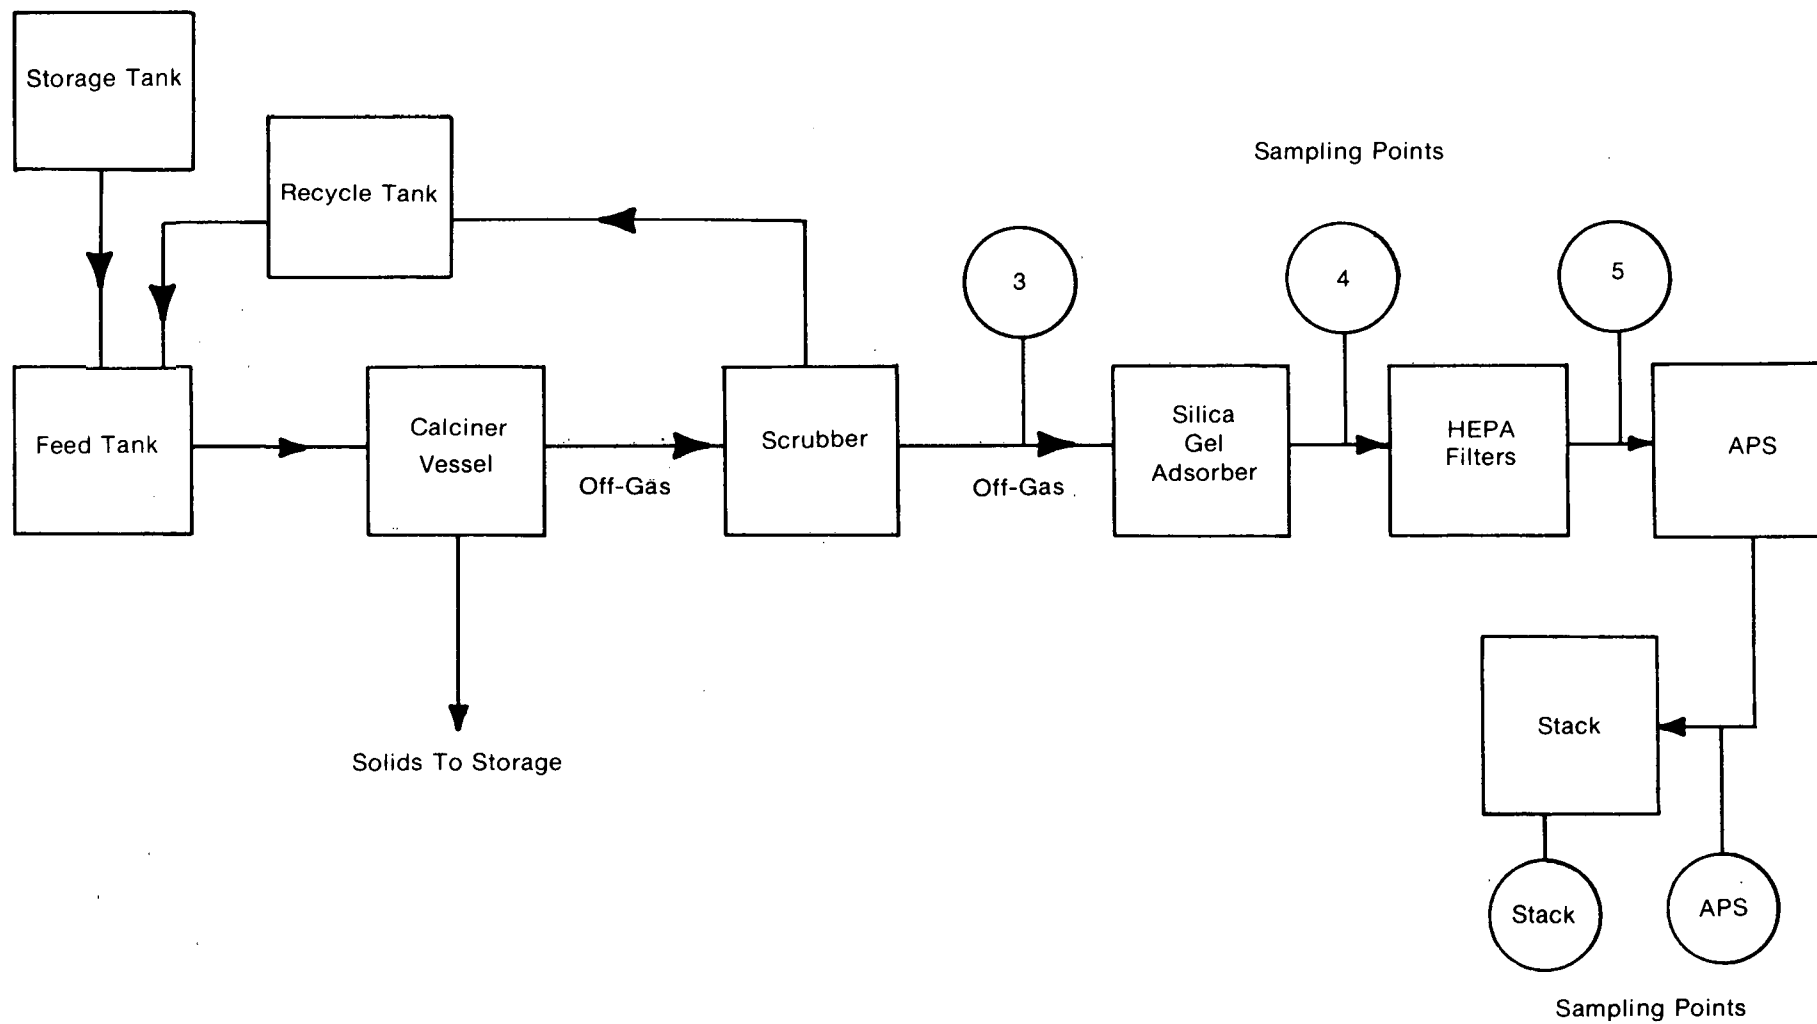 Storage Tank
Recycle Tank
Sampling Points
3
4
5
Feed Tank
Calciner
Vessel
Off-Gas
Scrubber
Off-Gas
Silica
Gel
Adsorber
HEPA
Filters
APS
Solids To Storage
Stack
Stack
APS
Sampling Points